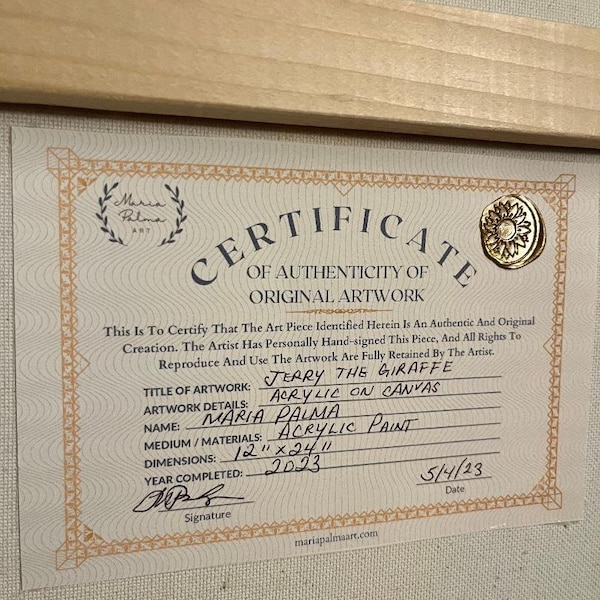 Maria
Palma
ART
CERTIFICATE
OF AUTHENTICITY OF
ORIGINAL ARTWORK
This Is To Certify That The Art Piece Identified Herein Is An Authentic And Original
Creation. The Artist Has Personally Hand-signed This Piece, And All Rights To
Reproduce And Use The Artwork Are Fully Retained By The Artist.
TITLE OF ARTWORK: JERRY THE GIRAFFE
ARTWORK DETAILS: ACRYLIC ON CANVAS
NAME: MARIA PALMA
MEDIUM / MATERIALS: ACRYLIC PAINT
DIMENSIONS: 12" x 24"
YEAR COMPLETED: 2023
5/4/23
Signature
Date
mariapalmaart.com